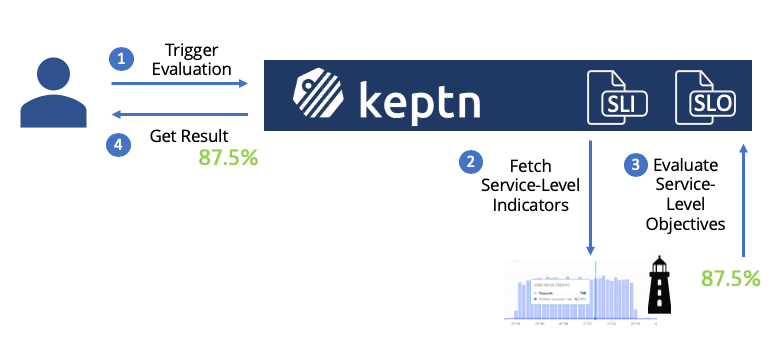 1
Trigger
Evaluation
keptn
SLI
SLO
4
Get Result
87.5%
2
Fetch
Service-Level
Indicators
3
Evaluate
Service-
Level
Objectives
87.5%